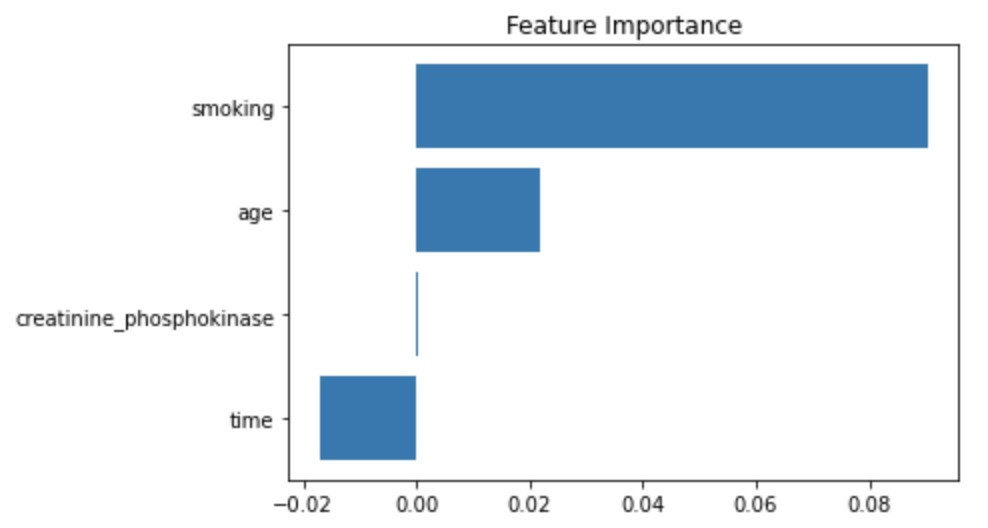 Feature Importance
smoking
age
creatinine_phosphokinase
time
−0.02 0.00 0.02 0.04 0.06 0.08